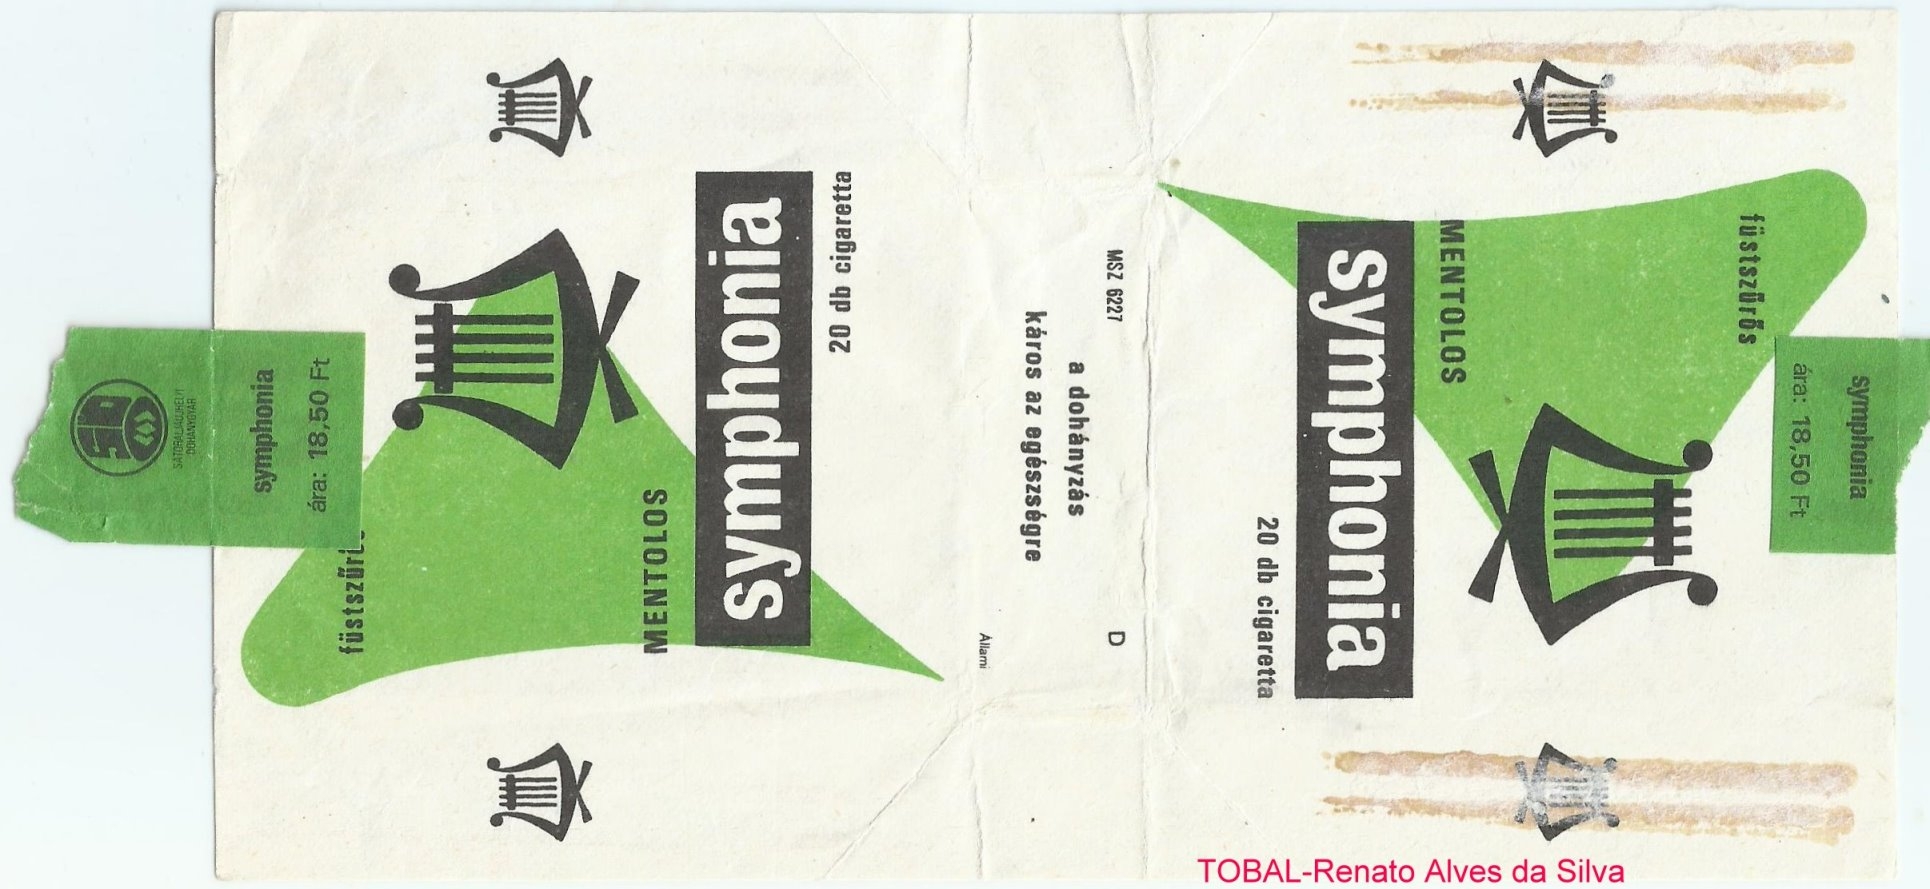 SÁTORALJAÚJHELYI
DOHÁNYGYÁR
symphonia
ára: 18,50 Ft
füstszűrő
MENTOLOS
symphonia
20 db cigaretta
Állami
káros az egészségre
a dohányzás
MSZ 6227
D
20 db cigaretta
symphonia
MENTOLOS
füstszűrős
ára: 18,50 Ft
symphonia
TOBAL-Renato Alves da Silva